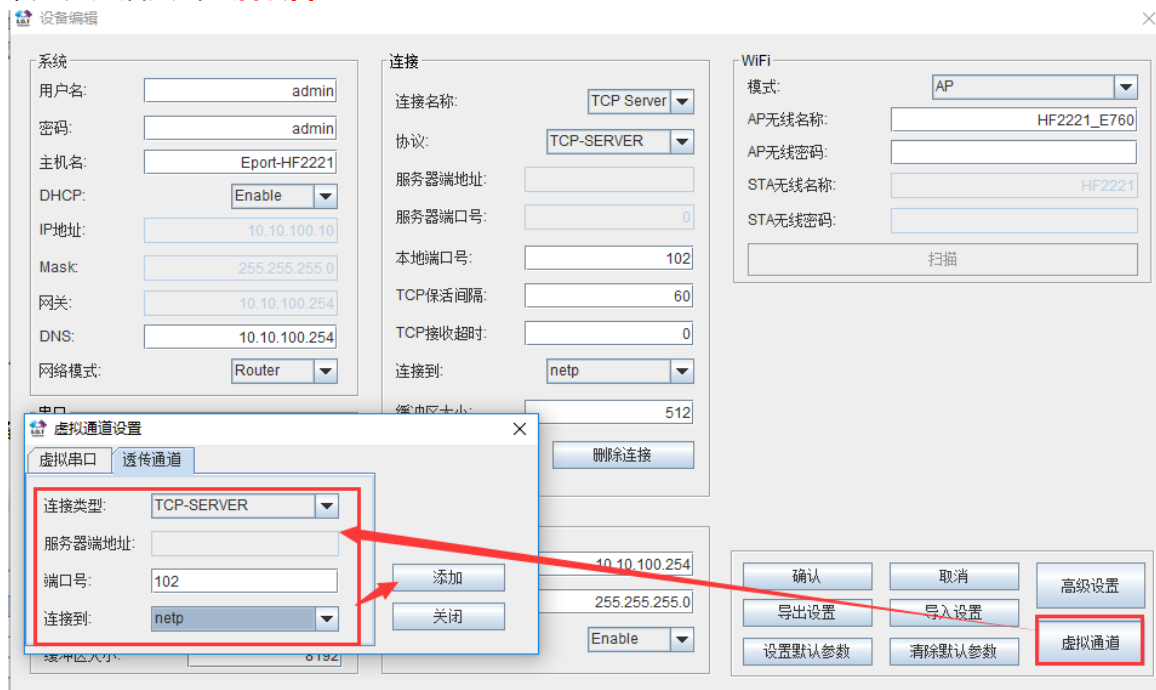 设备编辑
系统
用户名: admin
密码: admin
主机名: Eport-HF2221
DHCP: Enable
IP地址: 10.10.100.10
Mask: 255.255.255.0
网关: 10.10.100.254
DNS: 10.10.100.254
网络模式: Router
连接
连接名称: TCP Server
协议: TCP-SERVER
服务器端地址:
服务器端口号: 0
本地端口号: 102
TCP保活间隔: 60
TCP接收超时: 0
连接到: netp
缓冲区大小: 512
删除连接
WiFi
模式: AP
AP无线名称: HF2221_E760
AP无线密码:
STA无线名称: HF2221
STA无线密码:
扫描
串口
虚拟通道设置
虚拟串口 透传通道
连接类型: TCP-SERVER
服务器端地址:
端口号: 102
连接到: netp
添加
关闭
缓冲区大小: 8192
10.10.100.254
255.255.255.0
Enable
确认 取消 高级设置
导出设置 导入设置
设置默认参数 清除默认参数 虚拟通道